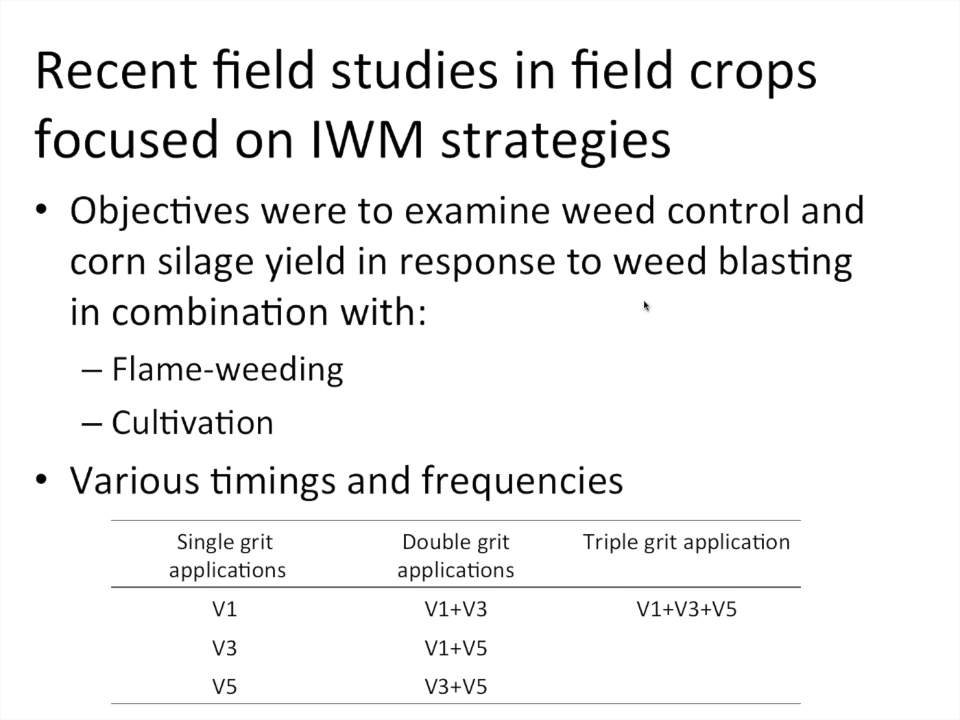 Recent field studies in field crops
focused on IWM strategies
• Objectives were to examine weed control and
corn silage yield in response to weed blasting
in combination with:
– Flame-weeding
– Cultivation
• Various timings and frequencies
Single grit applications Double grit applications Triple grit application
V1 V1+V3 V1+V3+V5
V3 V1+V5
V5 V3+V5